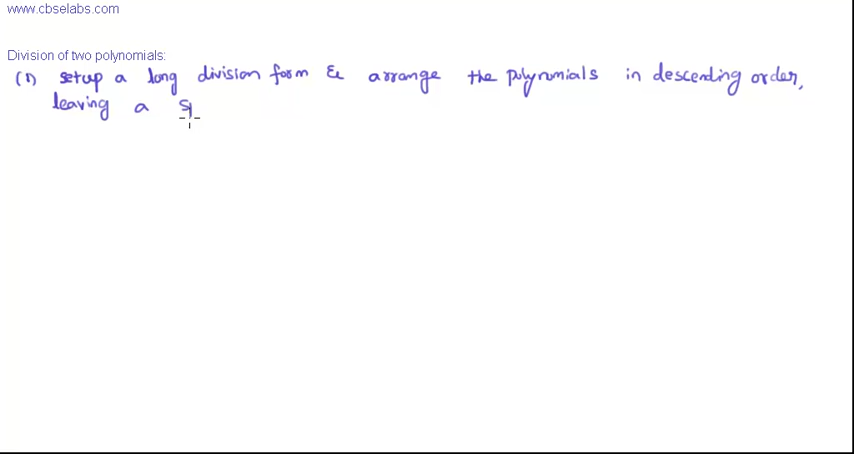 www.cbselabs.com
Division of two polynomials:
(1) setup a long division form & arrange the polynomials in descending order,
leaving a